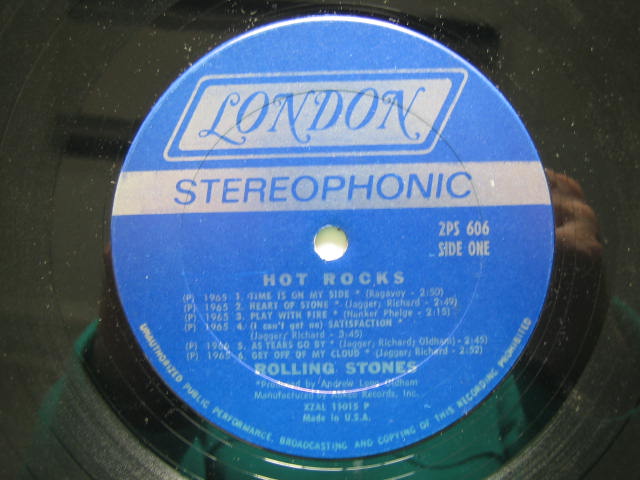 LONDON
STEREOPHONIC
2PS 606
SIDE ONE
HOT ROCKS
(P) 1965 1. TIME IS ON MY SIDE * (Ragavoy - 2:50)
(P) 1965 2. HEART OF STONE * (Jagger; Richard - 2:49)
(P) 1965 3. PLAY WITH FIRE * (Nanker Phelge - 2:15)
(P) 1965 4. (I can't get no) SATISFACTION *
(Jagger; Richard - 3:45)
(P) 1966 5. AS TEARS GO BY * (Jagger; Richard; Oldham - 2:45)
(P) 1965 6. GET OFF OF MY CLOUD * (Jagger; Richard - 2:52)
ROLLING STONES
*Produced by Andrew Loog Oldham
Manufactured by Abkco Records, Inc.
XZAL 11015 P
Made in U.S.A.
UNAUTHORIZED PUBLIC PERFORMANCE, BROADCASTING AND COPYING OF THIS RECORDING PROHIBITED